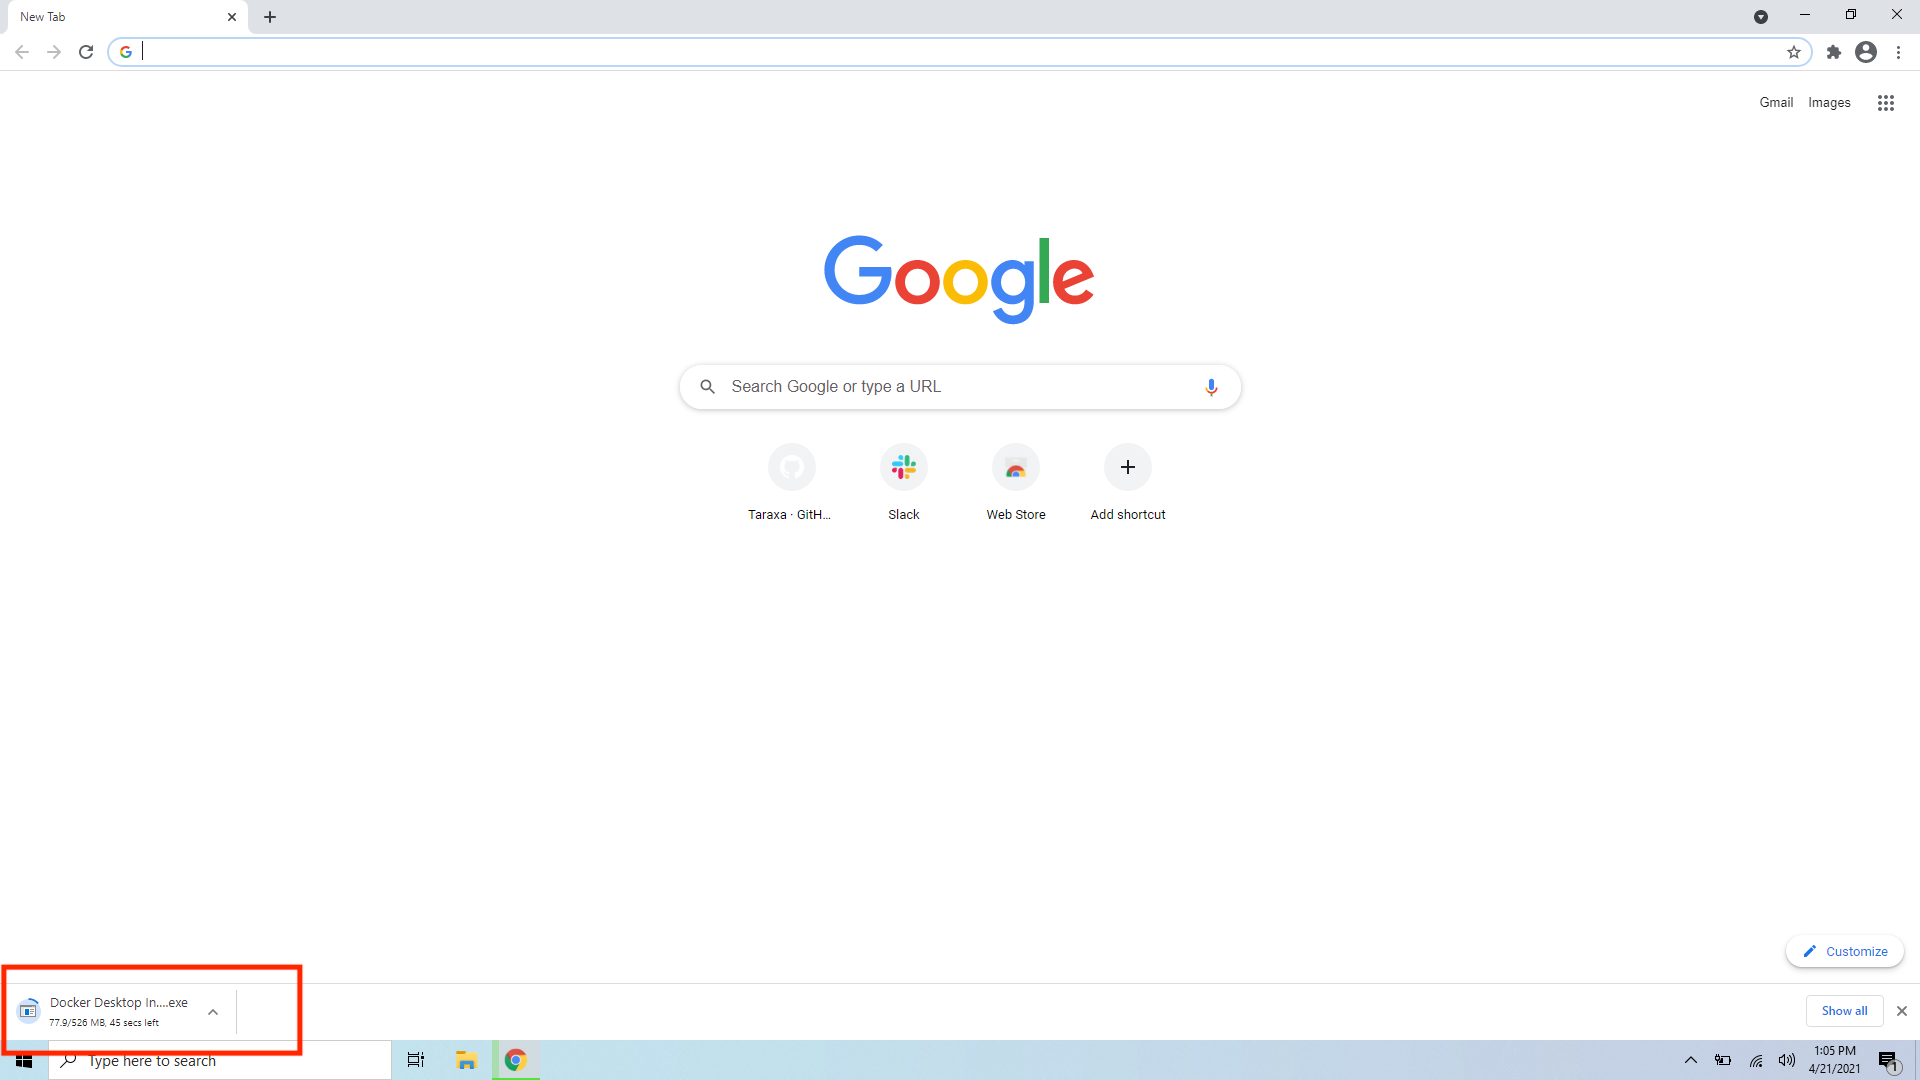 New Tab
Gmail Images
Google
Search Google or type a URL
Taraxa · GitH...
Slack
Web Store
Add shortcut
Customize
Docker Desktop In....exe
77.9/526 MB, 45 secs left
Show all
Type here to search
1:05 PM
4/21/2021
1